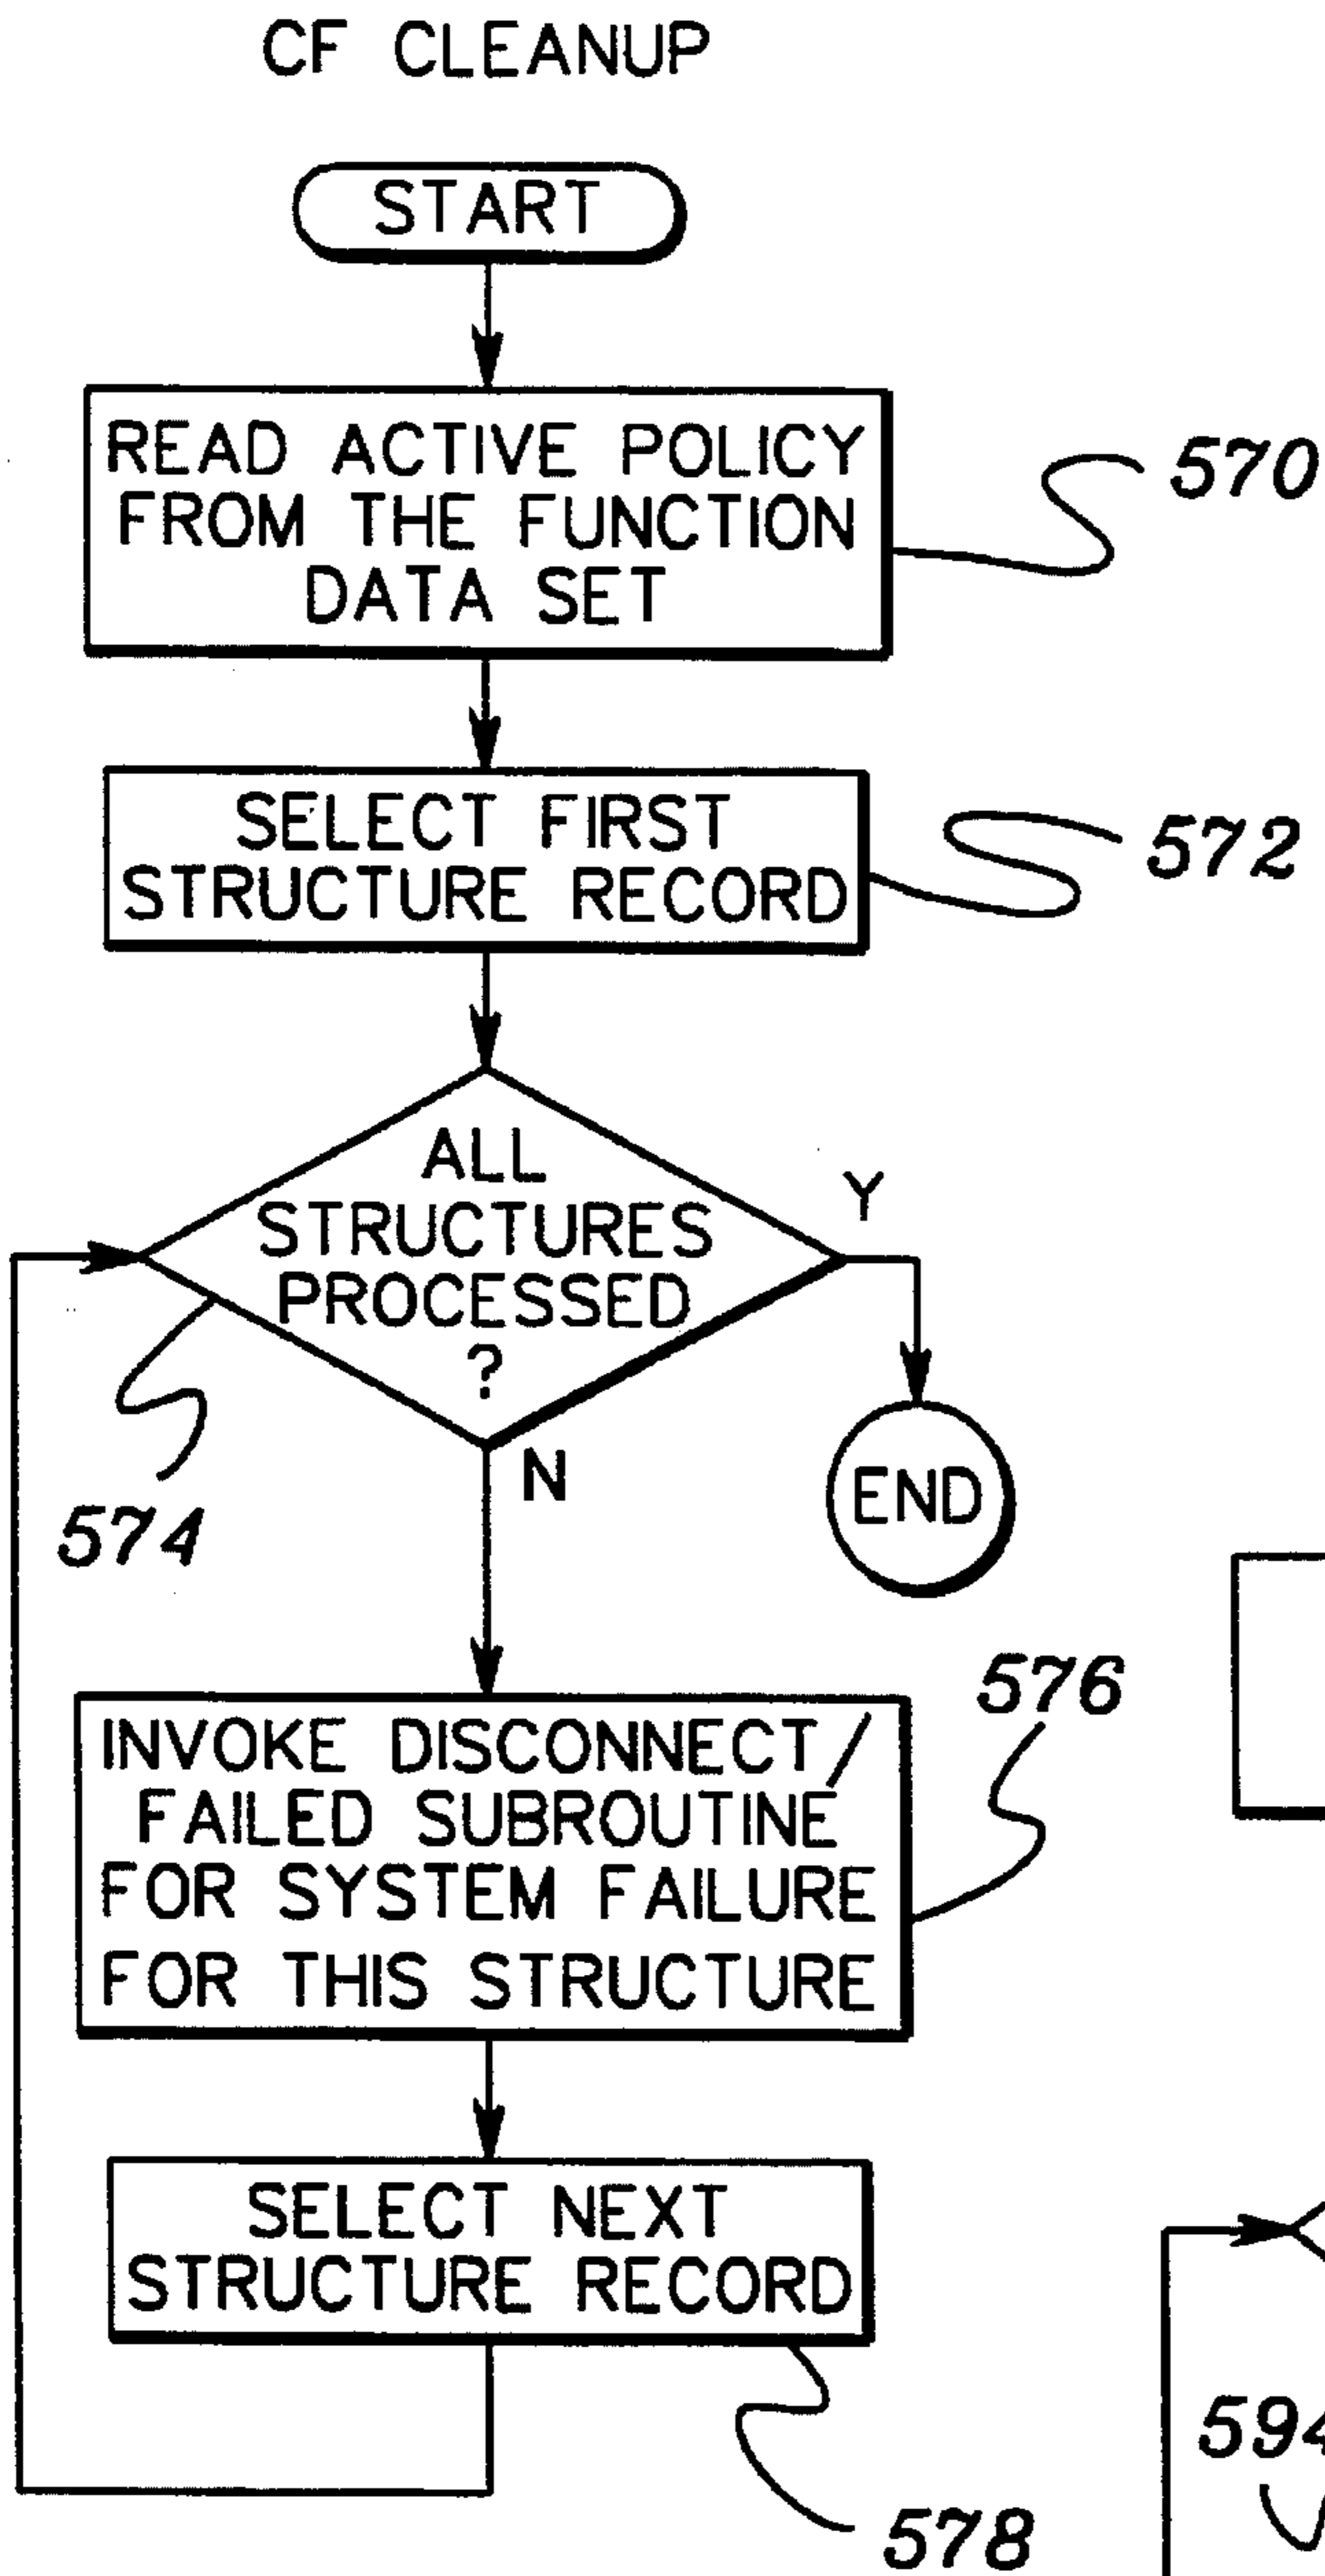 CF CLEANUP
START
READ ACTIVE POLICY
FROM THE FUNCTION
DATA SET
570
SELECT FIRST
STRUCTURE RECORD
572
ALL
STRUCTURES
PROCESSED
?
Y
N
END
574
576
INVOKE DISCONNECT/
FAILED SUBROUTINE
FOR SYSTEM FAILURE
FOR THIS STRUCTURE
SELECT NEXT
STRUCTURE RECORD
578
594